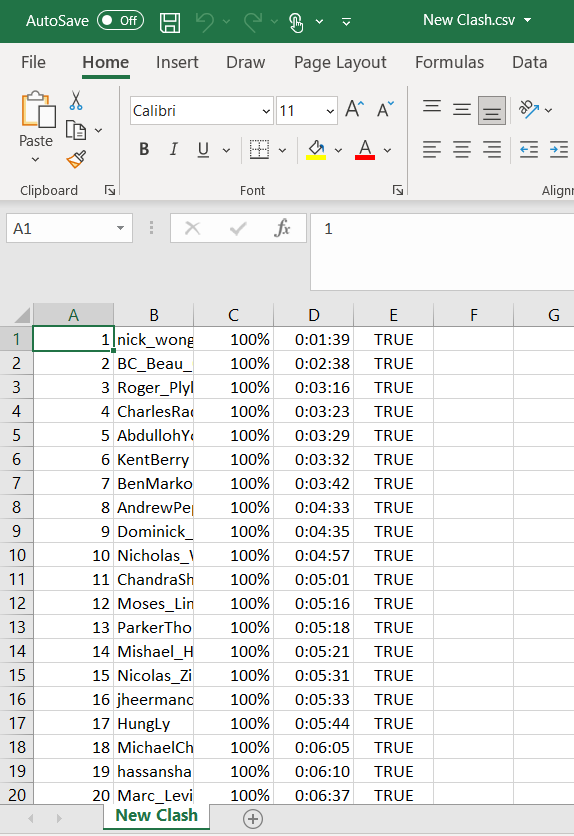 AutoSave Off New Clash.csv
File Home Insert Draw Page Layout Formulas Data
Calibri 11 A A ab
Paste B I U A
Clipboard Font Alignr
A1 fx 1
A B C D E F G
1 1 nick_wong 100% 0:01:39 TRUE
2 2 BC_Beau_ 100% 0:02:38 TRUE
3 3 Roger_Plyl 100% 0:03:16 TRUE
4 4 CharlesRac 100% 0:03:23 TRUE
5 5 AbdullohYo 100% 0:03:29 TRUE
6 6 KentBerry 100% 0:03:32 TRUE
7 7 BenMarko 100% 0:03:42 TRUE
8 8 AndrewPep 100% 0:04:33 TRUE
9 9 Dominick_ 100% 0:04:35 TRUE
10 10 Nicholas_V 100% 0:04:57 TRUE
11 11 ChandraSh 100% 0:05:01 TRUE
12 12 Moses_Lin 100% 0:05:16 TRUE
13 13 ParkerTho 100% 0:05:18 TRUE
14 14 Mishael_H 100% 0:05:21 TRUE
15 15 Nicolas_Zi 100% 0:05:31 TRUE
16 16 jheermanc 100% 0:05:33 TRUE
17 17 HungLy 100% 0:05:44 TRUE
18 18 MichaelCh 100% 0:06:05 TRUE
19 19 hassansha 100% 0:06:10 TRUE
20 20 Marc_Levi 100% 0:06:37 TRUE
New Clash